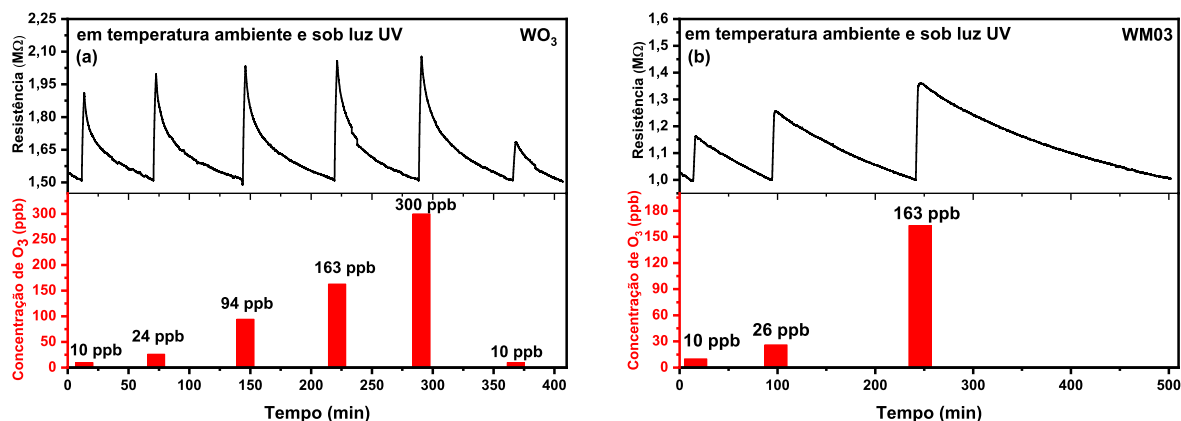 em temperatura ambiente e sob luz UV WO3
(a)
Resistência (MΩ)
2,25
2,10
1,95
1,80
1,65
1,50
Concentração de O3 (ppb)
300
250
200
150
100
50
0
10 ppb
24 ppb
94 ppb
163 ppb
300 ppb
10 ppb
0 50 100 150 200 250 300 350 400
Tempo (min)
em temperatura ambiente e sob luz UV WM03
(b)
Resistência (MΩ)
1,6
1,5
1,4
1,3
1,2
1,1
1,0
Concentração de O3 (ppb)
180
150
120
90
60
30
0
10 ppb
26 ppb
163 ppb
0 100 200 300 400 500
Tempo (min)